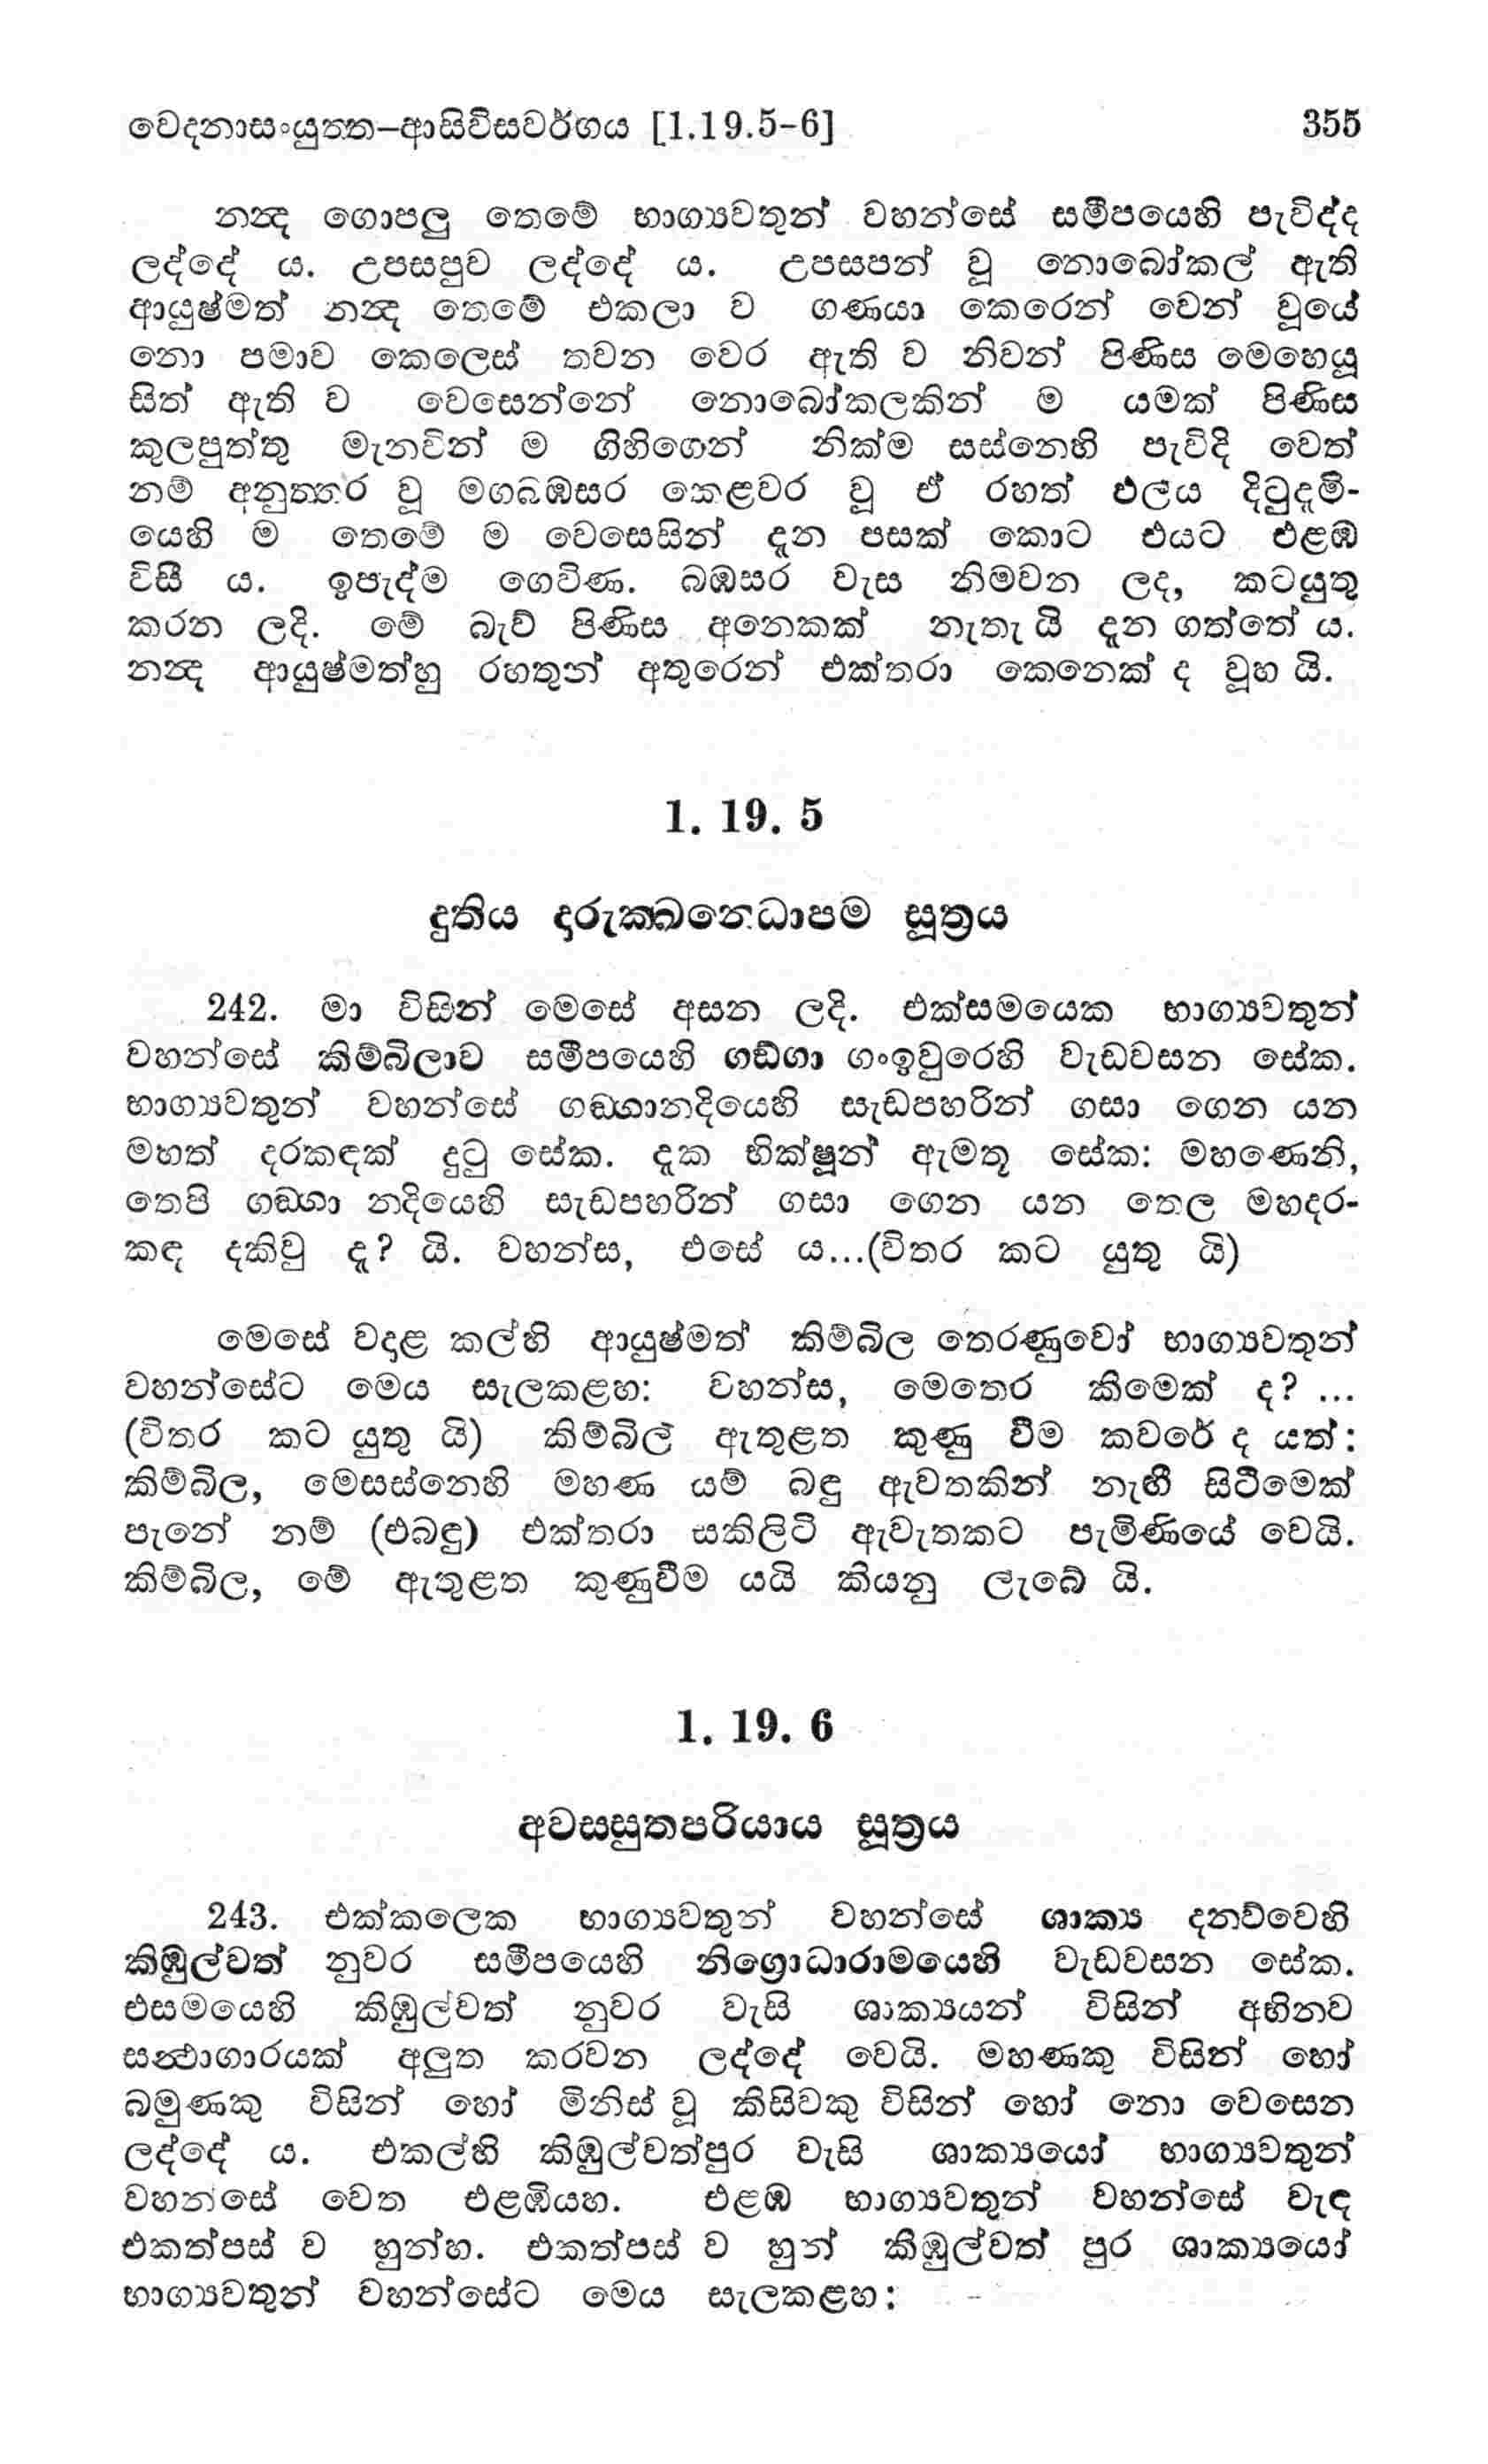 වෙදනාසංයුත්ත–ආසිවිසවර්ගය [1.19.5-6] 355
නන්ද ගොපලු තෙමේ භාග්‍යවතුන් වහන්සේ සමීපයෙහි පැවිද්ද
ලද්දේ ය. උපසපුව ලද්දේ ය. උපසපන් වූ නොබෝකල් ඇති
ආයුෂ්මත් නන්ද තෙමේ එකලා ව ගණයා කෙරෙන් වෙන් වූයේ
නො පමාව කෙලෙස් තවන වෙර ඇති ව නිවන් පිණිස මෙහෙයූ
සිත් ඇති ව වෙසෙන්නේ නොබෝකලකින් ම යමක් පිණිස
කුලපුත්තු මැනවින් ම ගිහිගෙන් නික්ම සස්නෙහි පැවිදි වෙත්
නම් අනුත්තර වූ මගබඹසර කෙළවර වූ ඒ රහත් ඵලය දිටුදැමි-
යෙහි ම තෙමේ ම වෙසෙසින් දැන පසක් කොට එයට එළඹ
විසී ය. ඉපැද්ම ගෙවිණ. බඹසර වැස නිමවන ලද, කටයුතු
කරන ලදි. මේ බැව් පිණිස අනෙකක් නැතැ යි දැන ගත්තේ ය.
නන්ද ආයුෂ්මත්හු රහතුන් අතුරෙන් එක්තරා කෙනෙක් ද වූහ යි.
1. 19. 5
දුතිය දාරුක්ඛන්ධොපම සූත්‍රය
242. මා විසින් මෙසේ අසන ලදි. එක්සමයෙක භාග්‍යවතුන්
වහන්සේ කිම්බිලාව සමීපයෙහි ගඞ්ගා ගංඉවුරෙහි වැඩවසන සේක.
භාග්‍යවතුන් වහන්සේ ගඞ්ගානදියෙහි සැඩපහරින් ගසා ගෙන යන
මහත් දරකඳක් දුටු සේක. දැක භික්ෂූන් ඇමතූ සේක: මහණෙනි,
තෙපි ගඞ්ගා නදියෙහි සැඩපහරින් ගසා ගෙන යන තෙල මහදර-
කඳ දකිවු දැ? යි. වහන්ස, එසේ ය...(විතර කට යුතු යි)
මෙසේ වදාළ කල්හි ආයුෂ්මත් කිම්බිල තෙරණුවෝ භාග්‍යවතුන්
වහන්සේට මෙය සැලකළහ: වහන්ස, මෙතෙර කිමෙක් ද? ...
(විතර කට යුතු යි) කිම්බිල ඇතුළත කුණු වීම කවරේ ද යත්:
කිම්බිල, මෙසස්නෙහි මහණ යම් බඳු ඇවතකින් නැඟී සිටීමෙක්
පැනේ නම් (එබඳු) එක්තරා සකිලිටි ඇවැතකට පැමිණියේ වෙයි.
කිම්බිල, මේ ඇතුළත කුණුවීම යයි කියනු ලැබේ යි.
1. 19. 6
අවස්සුතපරියාය සූත්‍රය
243. එක්කලෙක භාග්‍යවතුන් වහන්සේ ශාක්‍ය දනව්වෙහි
කිඹුල්වත් නුවර සමීපයෙහි නිග්‍රොධාරාමයෙහි වැඩවසන සේක.
එසමයෙහි කිඹුල්වත් නුවර වැසි ශාක්‍යයන් විසින් අභිනව
සන්ථාගාරයක් අලුත කරවන ලද්දේ වෙයි. මහණකු විසින් හෝ
බමුණකු විසින් හෝ මිනිස් වූ කිසිවකු විසින් හෝ නො වෙසෙන
ලද්දේ ය. එකල්හි කිඹුල්වත්පුර වැසි ශාක්‍යයෝ භාග්‍යවතුන්
වහන්සේ වෙත එළඹියහ. එළඹ භාග්‍යවතුන් වහන්සේ වැඳ
එකත්පස් ව හුන්හ. එකත්පස් ව හුන් කිඹුල්වත් පුර ශාක්‍යයෝ
භාග්‍යවතුන් වහන්සේට මෙය සැලකළහ: -